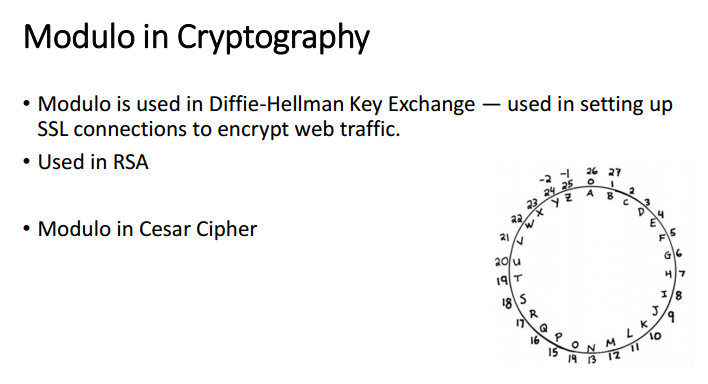 Modulo in Cryptography
• Modulo is used in Diffie-Hellman Key Exchange — used in setting up
SSL connections to encrypt web traffic.
• Used in RSA
• Modulo in Cesar Cipher
-2 -1 26 27
24 25 0 1 2 3 4 5 6 7 8 9 10 11 12 13 14 15 16 17 18 19 20 21 22 23
A B C D E F G H I J K L M N O P Q R S T U V W X Y Z